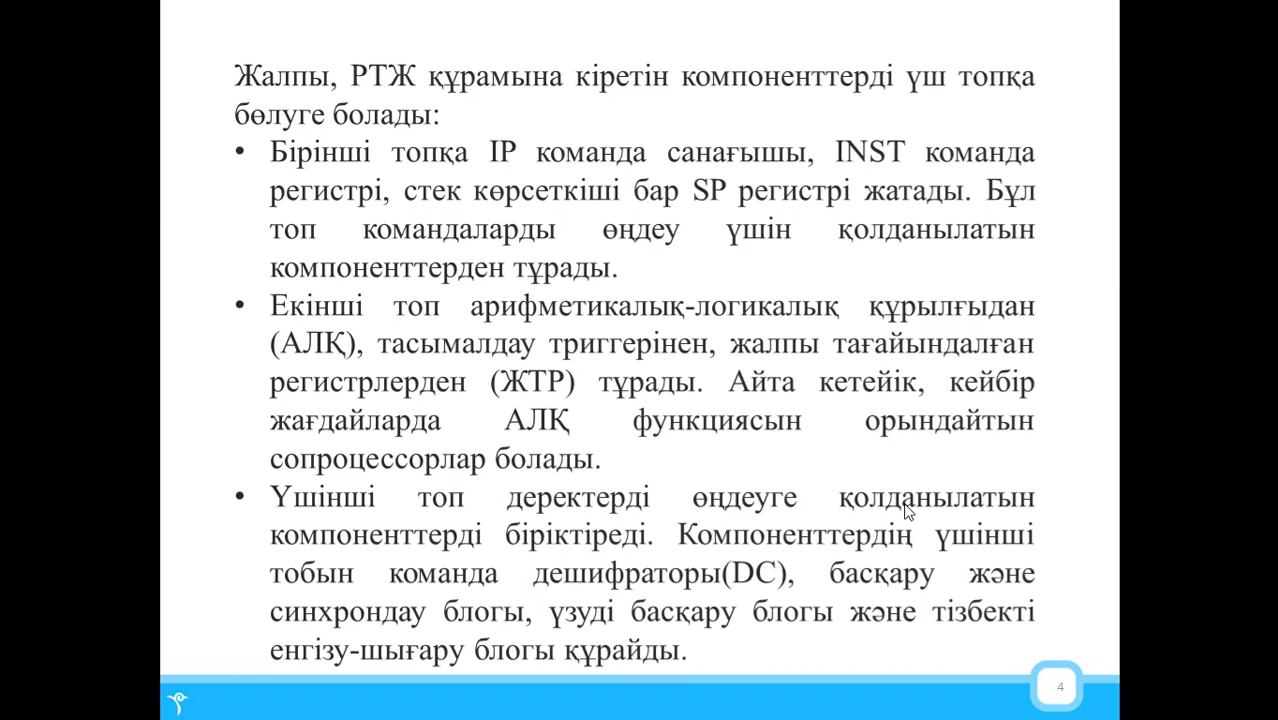 Жалпы, РТЖ құрамына кіретін компоненттерді үш топқа
бөлуге болады:
• Бірінші топқа IP команда санағышы, INST команда
регистрі, стек көрсеткіші бар SP регистрі жатады. Бұл
топ командаларды өңдеу үшін қолданылатын
компоненттерден тұрады.
• Екінші топ арифметикалық-логикалық құрылғыдан
(АЛҚ), тасымалдау триггерінен, жалпы тағайындалған
регистрлерден (ЖТР) тұрады. Айта кетейік, кейбір
жағдайларда АЛҚ функциясын орындайтын
сопроцессорлар болады.
• Үшінші топ деректерді өңдеуге қолданылатын
компоненттерді біріктіреді. Компоненттердің үшінші
тобын команда дешифраторы(DC), басқару және
синхрондау блогы, үзуді басқару блогы және тізбекті
енгізу-шығару блогы құрайды.
4